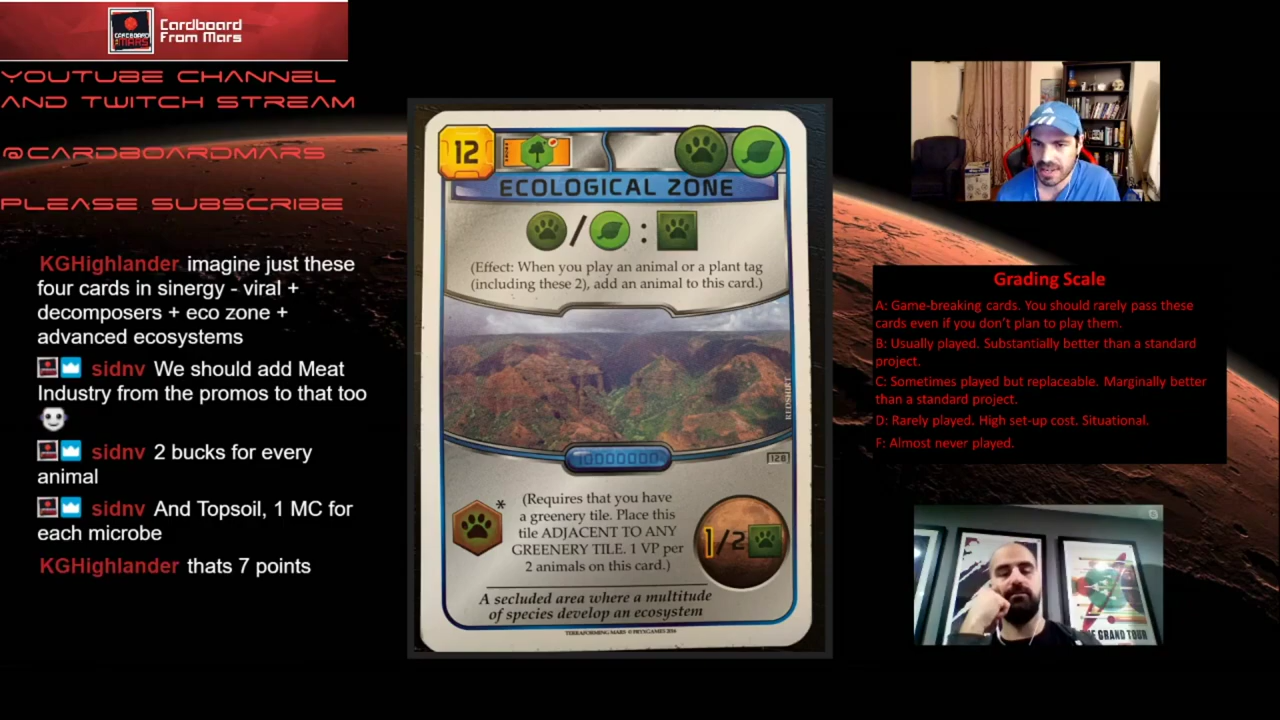 Cardboard
From Mars
CARDBOARD
MARS
YOUTUBE CHANNEL
AND TWITCH STREAM
@CARDBOARDMARS
PLEASE SUBSCRIBE
KGHighlander imagine just these
four cards in sinergy - viral +
decomposers + eco zone +
advanced ecosystems
sidnv We should add Meat
Industry from the promos to that too
sidnv 2 bucks for every
animal
sidnv And Topsoil, 1 MC for
each microbe
KGHighlander thats 7 points
12
ECOLOGICAL ZONE
/ :
(Effect: When you play an animal or a plant tag
(including these 2), add an animal to this card.)
128
* (Requires that you have
a greenery tile. Place this
tile ADJACENT TO ANY
GREENERY TILE. 1 VP per
2 animals on this card.)
1/2
A secluded area where a multitude
of species develop an ecosystem
TERRAFORMING MARS © FRYXGAMES 2016
Grading Scale
A: Game-breaking cards. You should rarely pass these
cards even if you don't plan to play them.
B: Usually played. Substantially better than a standard
project.
C: Sometimes played but replaceable. Marginally better
than a standard project.
D: Rarely played. High set-up cost. Situational.
F: Almost never played.
GRAND TOUR